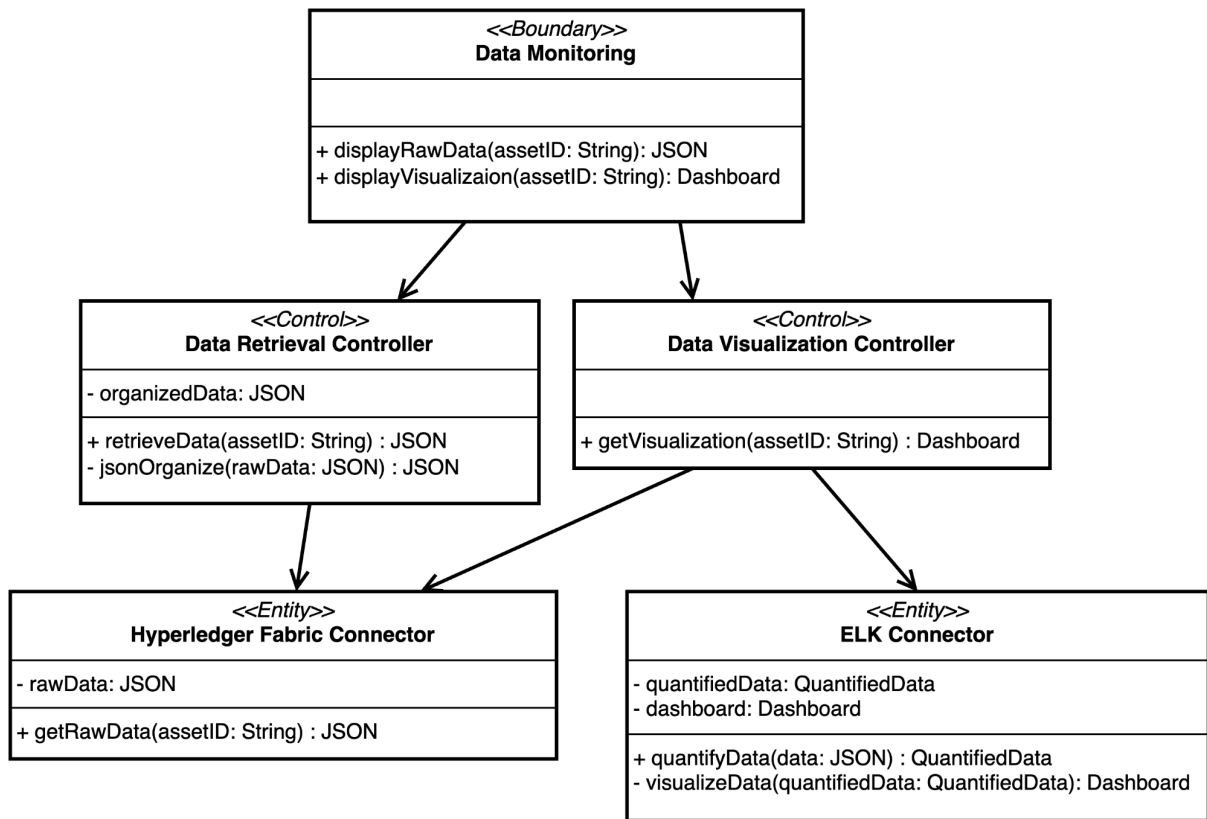 <<Boundary>>
Data Monitoring
+ displayRawData(assetID: String): JSON
+ displayVisualizaion(assetID: String): Dashboard
<<Control>>
Data Retrieval Controller
- organizedData: JSON
+ retrieveData(assetID: String) : JSON
- jsonOrganize(rawData: JSON) : JSON
<<Control>>
Data Visualization Controller
+ getVisualization(assetID: String) : Dashboard
<<Entity>>
Hyperledger Fabric Connector
- rawData: JSON
+ getRawData(assetID: String) : JSON
<<Entity>>
ELK Connector
- quantifiedData: QuantifiedData
- dashboard: Dashboard
+ quantifyData(data: JSON) : QuantifiedData
- visualizeData(quantifiedData: QuantifiedData): Dashboard